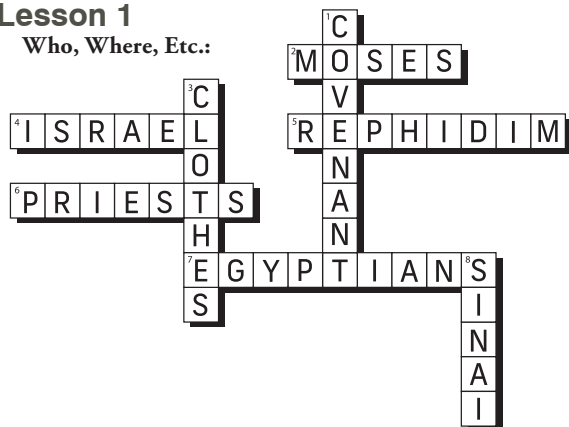 Lesson 1
Who, Where, Etc.:
1 C
2 M O S E S
3 C V
4 I S R A E L 5 R E P H I D I M
O N
6 P R I E S T S A
H N
7 E G Y P T I A N 8 S
S I
N
A
I